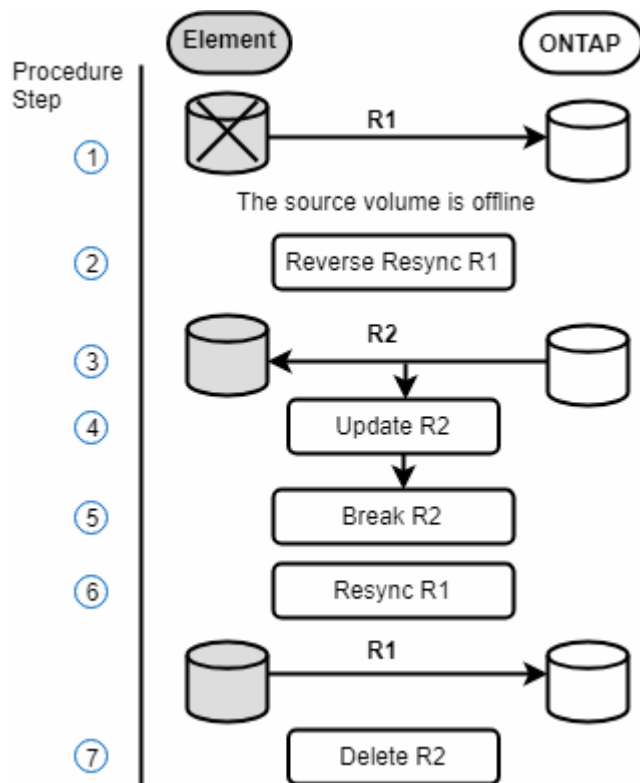 Element
ONTAP
Procedure
Step
R1
1
The source volume is offline
2
Reverse Resync R1
R2
3
4
Update R2
5
Break R2
6
Resync R1
R1
7
Delete R2